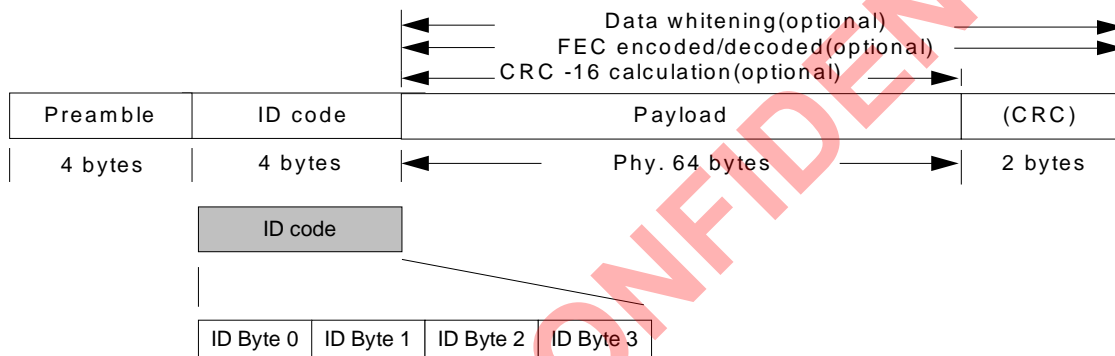 Data whitening(optional)
FEC encoded/decoded(optional)
CRC -16 calculation(optional)
Preamble ID code Payload (CRC)
4 bytes 4 bytes Phy. 64 bytes 2 bytes
ID code
ID Byte 0 ID Byte 1 ID Byte 2 ID Byte 3
ONFIDEN